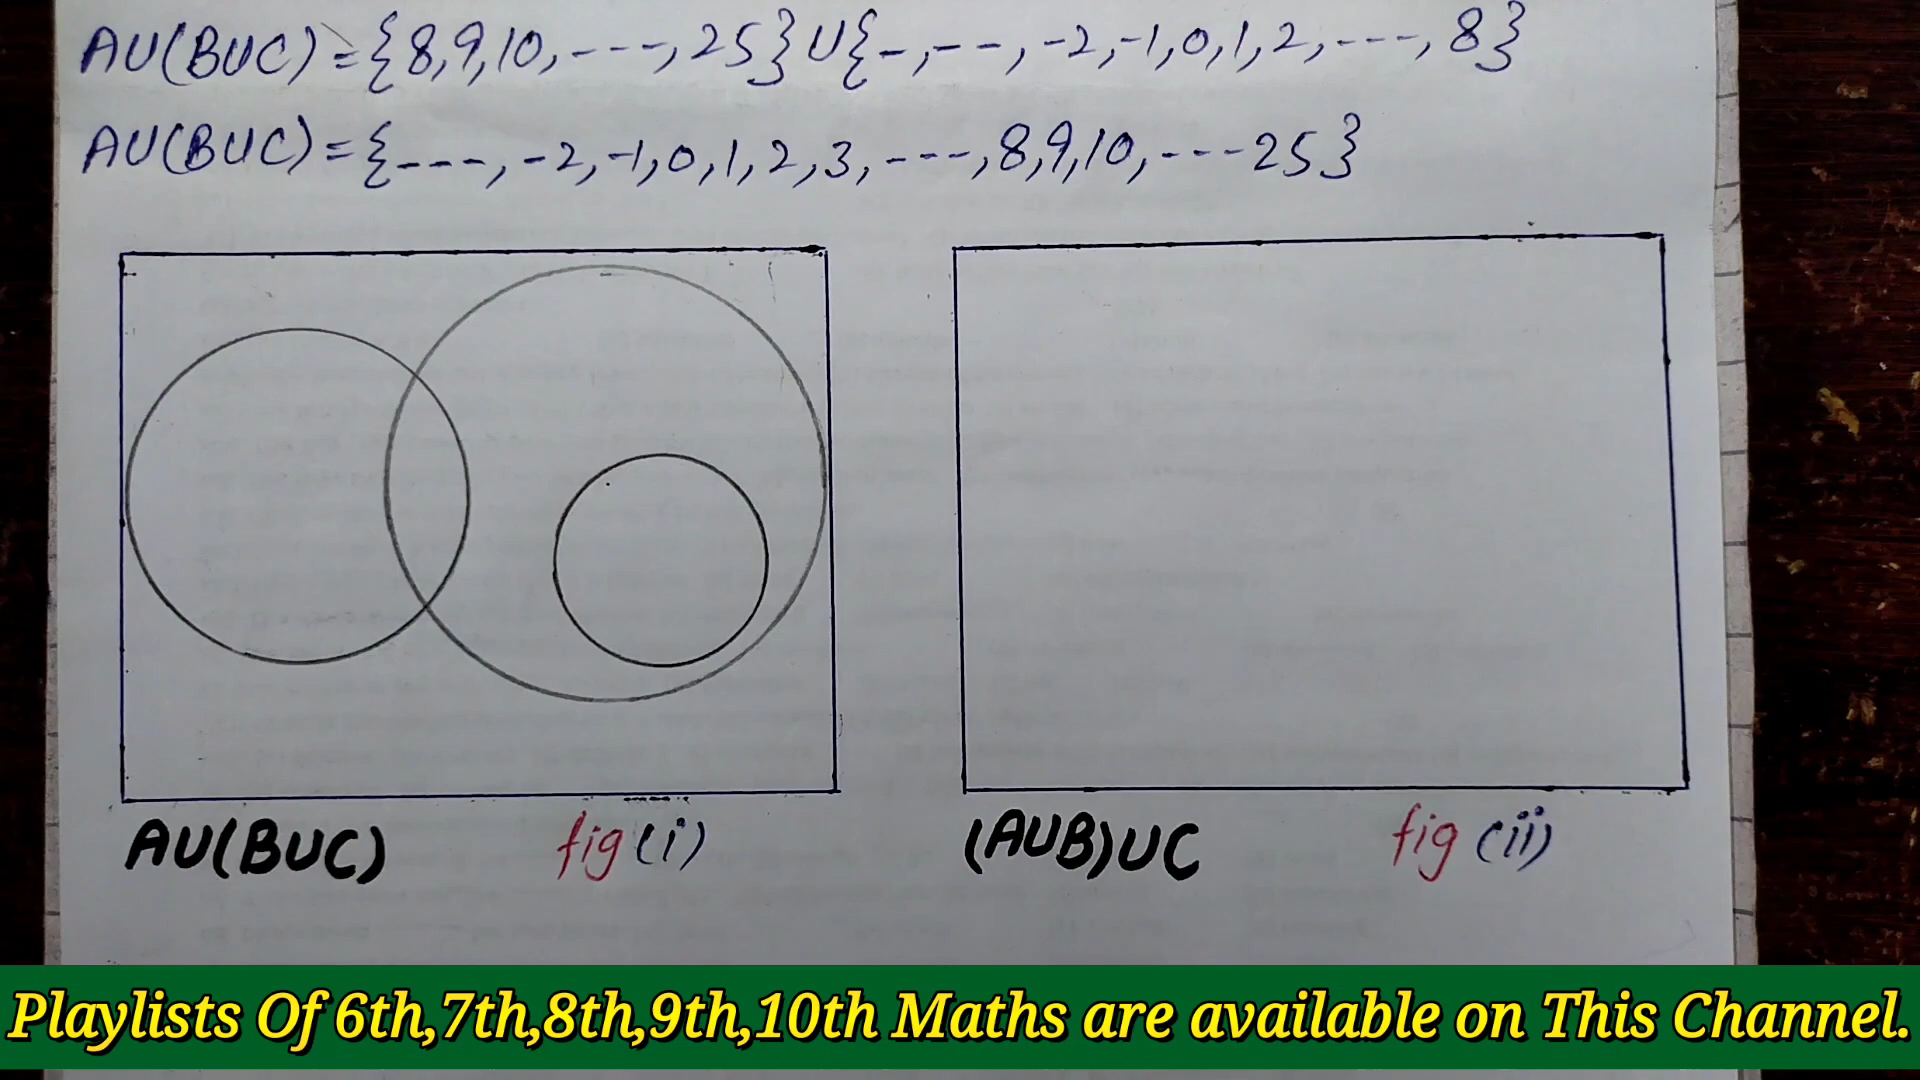 AU(BUC)={8,9,10,---,25}U{-,--,-2,-1,0,1,2,---,8}
AU(BUC)={---,-2,-1,0,1,2,3,---,8,9,10,---25}
AU(BUC) fig (i) (AUB)UC fig (ii)
Playlists Of 6th,7th,8th,9th,10th Maths are available on This Channel.